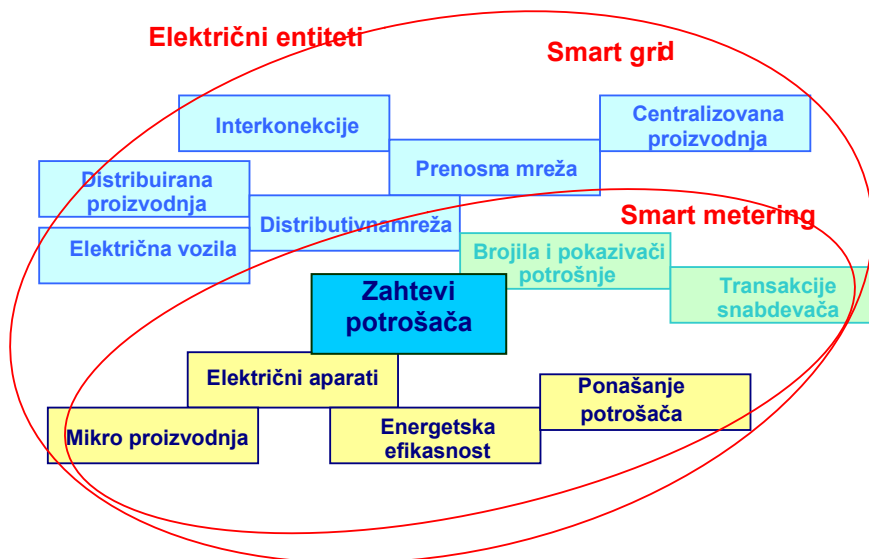 Električni entiteti
Smart grid
Interkonekcije
Centralizovana
proizvodnja
Prenosna mreža
Distribuirana
proizvodnja
Distributivnamreža
Smart metering
Električna vozila
Brojila i pokazivači
potrošnje
Transakcije
snabdevača
Zahtevi
potrošača
Električni aparati
Ponašanje
potrošača
Mikro proizvodnja
Energetska
efikasnost